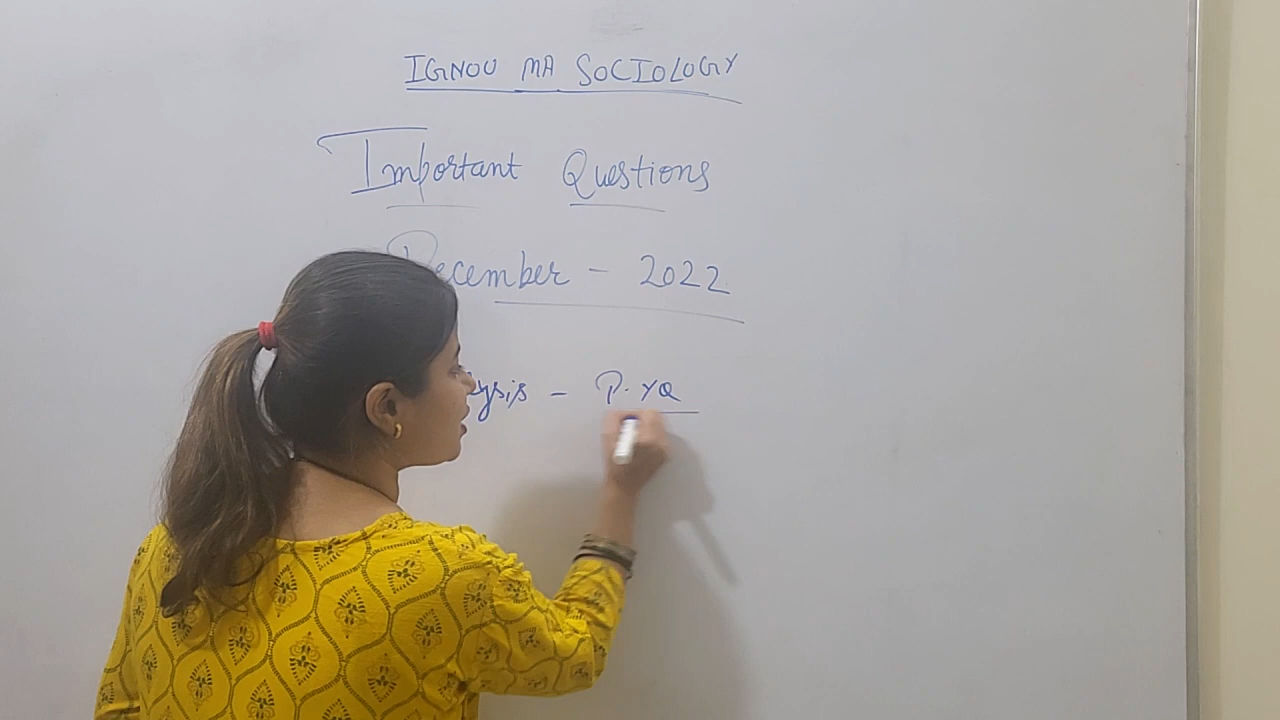 IGNOU MA SOCIOLOGY
Important Questions
December - 2022
ysis - P.YQ